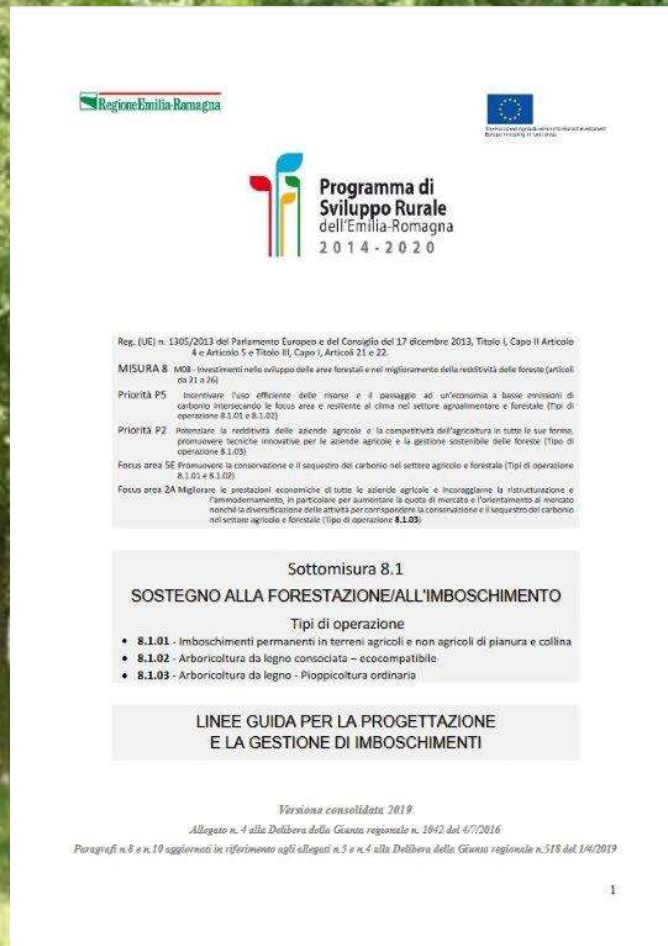 Regione Emilia-Romagna
Programma di
Sviluppo Rurale
dell'Emilia-Romagna
2014-2020
Reg. (UE) n. 1305/2013 del Parlamento Europeo e del Consiglio del 17 dicembre 2013, Titolo I, Capo II Articolo
4 e Articolo 5 e Titolo III, Capo I, Articoli 21 e 22.
MISURA 8 M08 - Investimenti nello sviluppo delle aree forestali e nel miglioramento della redditività delle foreste (articoli
da 21 a 26)
Priorità P5 Incentivare l'uso efficiente delle risorse e il passaggio ad un'economia a basse emissioni di
carbonio intersecando le focus area e resiliente al clima nel settore agroalimentare e forestale (Tipi di
operazione 8.1.01 e 8.1.02)
Priorità P2 Potenziare la redditività delle aziende agricole e la competitività dell'agricoltura in tutte le sue forme,
promuovere tecniche innovative per le aziende agricole e la gestione sostenibile delle foreste (Tipo di
operazione 8.1.03)
Focus area 5E Promuovere la conservazione e il sequestro del carbonio nel settore agricolo e forestale (Tipi di operazione
8.1.01 e 8.1.02)
Focus area 2A Migliorare le prestazioni economiche di tutte le aziende agricole e incoraggiarne la ristrutturazione e
l'ammodernamento, in particolare per aumentare la quota di mercato e l'orientamento al mercato
nonché la diversificazione delle attività per corrispondere la conservazione e il sequestro del carbonio
nel settore agricolo e forestale (Tipo di operazione 8.1.03)
Sottomisura 8.1
SOSTEGNO ALLA FORESTAZIONE/ALL'IMBOSCHIMENTO
Tipi di operazione
• 8.1.01 - Imboschimenti permanenti in terreni agricoli e non agricoli di pianura e collina
• 8.1.02 - Arboricoltura da legno consociata – ecocompatibile
• 8.1.03 - Arboricoltura da legno - Pioppicoltura ordinaria
LINEE GUIDA PER LA PROGETTAZIONE
E LA GESTIONE DI IMBOSCHIMENTI
Versione consolidata 2019
Allegato n. 4 alla Delibera della Giunta regionale n. 1042 del 4/7/2016
Paragrafi n.8 e n.10 aggiornati in riferimento agli allegati n.5 e n.4 alla Delibera della Giunta regionale n.518 del 1/4/2019
1